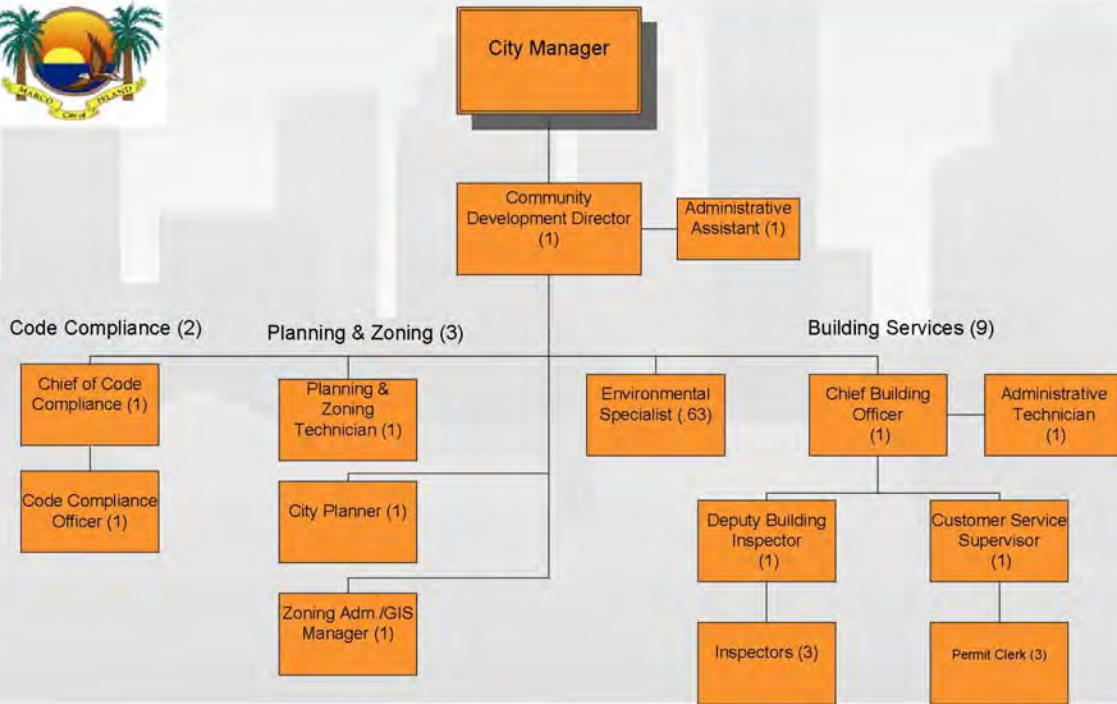 MARCO
City of
ISLAND
City Manager
Community
Development Director
(1)
Administrative
Assistant (1)
Code Compliance (2)
Planning & Zoning (3)
Building Services (9)
Chief of Code
Compliance (1)
Planning &
Zoning
Technician (1)
Environmental
Specialist (.63)
Chief Building
Officer
(1)
Administrative
Technician
(1)
Code Compliance
Officer (1)
City Planner (1)
Deputy Building
Inspector
(1)
Customer Service
Supervisor
(1)
Zoning Adm./GIS
Manager (1)
Inspectors (3)
Permit Clerk (3)